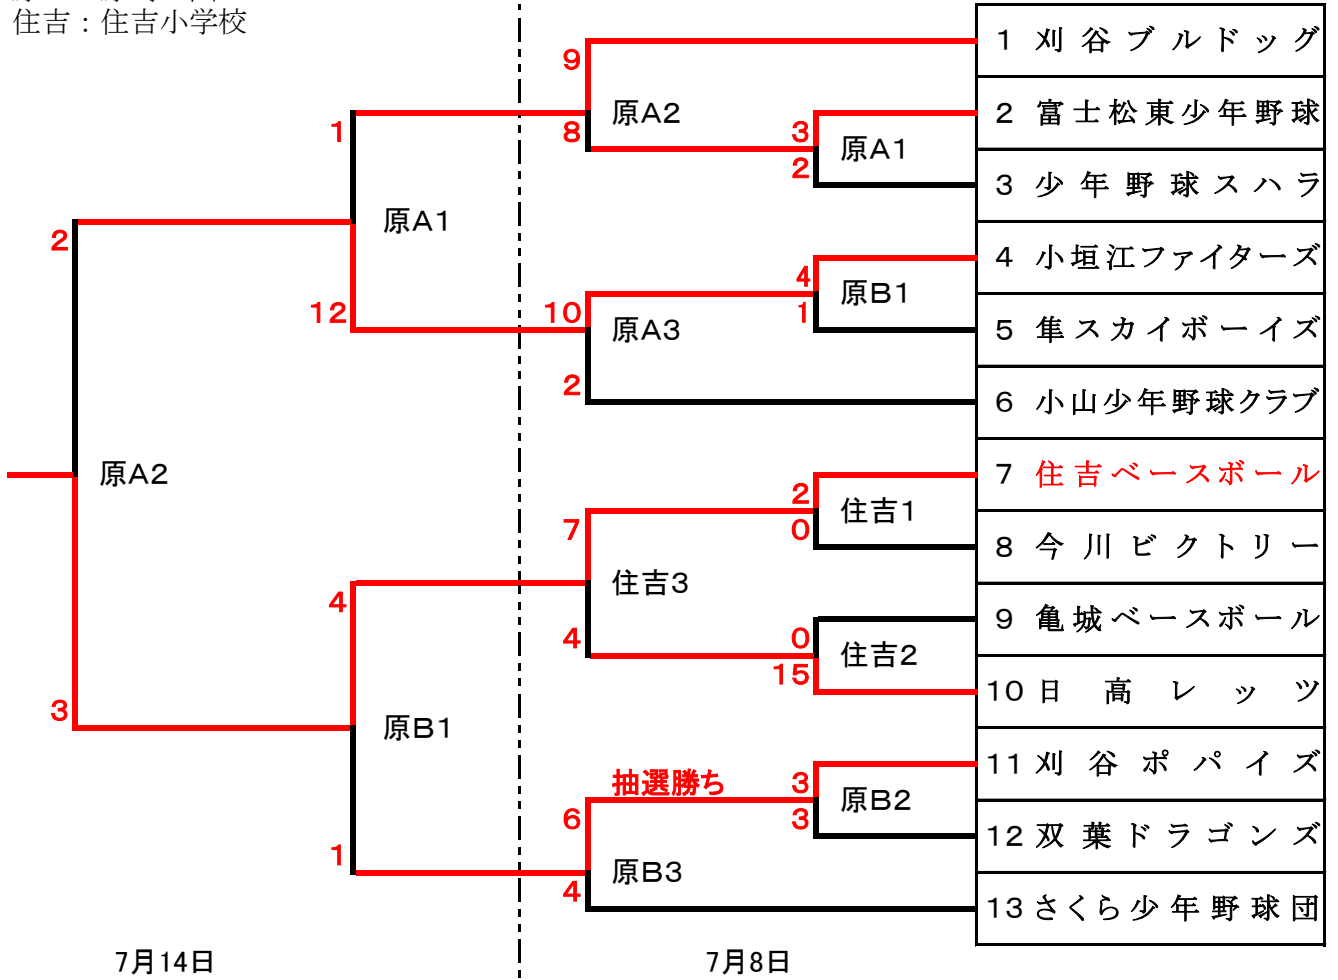 住吉：住吉小学校
1 刈谷ブルドッグ
2 富士松東少年野球
3 少年野球スハラ
4 小垣江ファイターズ
5 隼スカイボーイズ
6 小山少年野球クラブ
7 住吉ベースボール
8 今川ビクトリー
9 亀城ベースボール
10 日高レッツ
11 刈谷ポパイズ
12 双葉ドラゴンズ
13 さくら少年野球団
9
原A2
8
3
原A1
2
1
原A1
12
4
原B1
1
10
原A3
2
2
原A2
3
2
住吉1
0
7
住吉3
4
0
住吉2
15
4
原B1
1
抽選勝ち
3
原B2
3
6
原B3
4
7月14日
7月8日